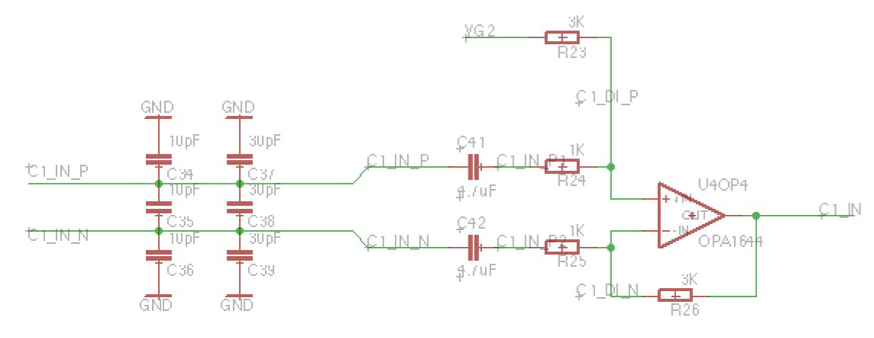 3K
VG2
R23
C1_DI_P
GND GND
10pF 30pF
C41
1K
C1_IN_P
C1_IN_P
C1_IN_P1
C34 C37
R24
U4OP4
10pF 30pF
4.7uF
+IN
OUT
C1_IN
C35 C38
C42
1K
-IN
C1_IN_N
10pF 30pF
C1_IN_N
C1_IN_P2
OPA1644
C36 C39
4.7uF
R25
3K
C1_DI_N
GND GND
R26